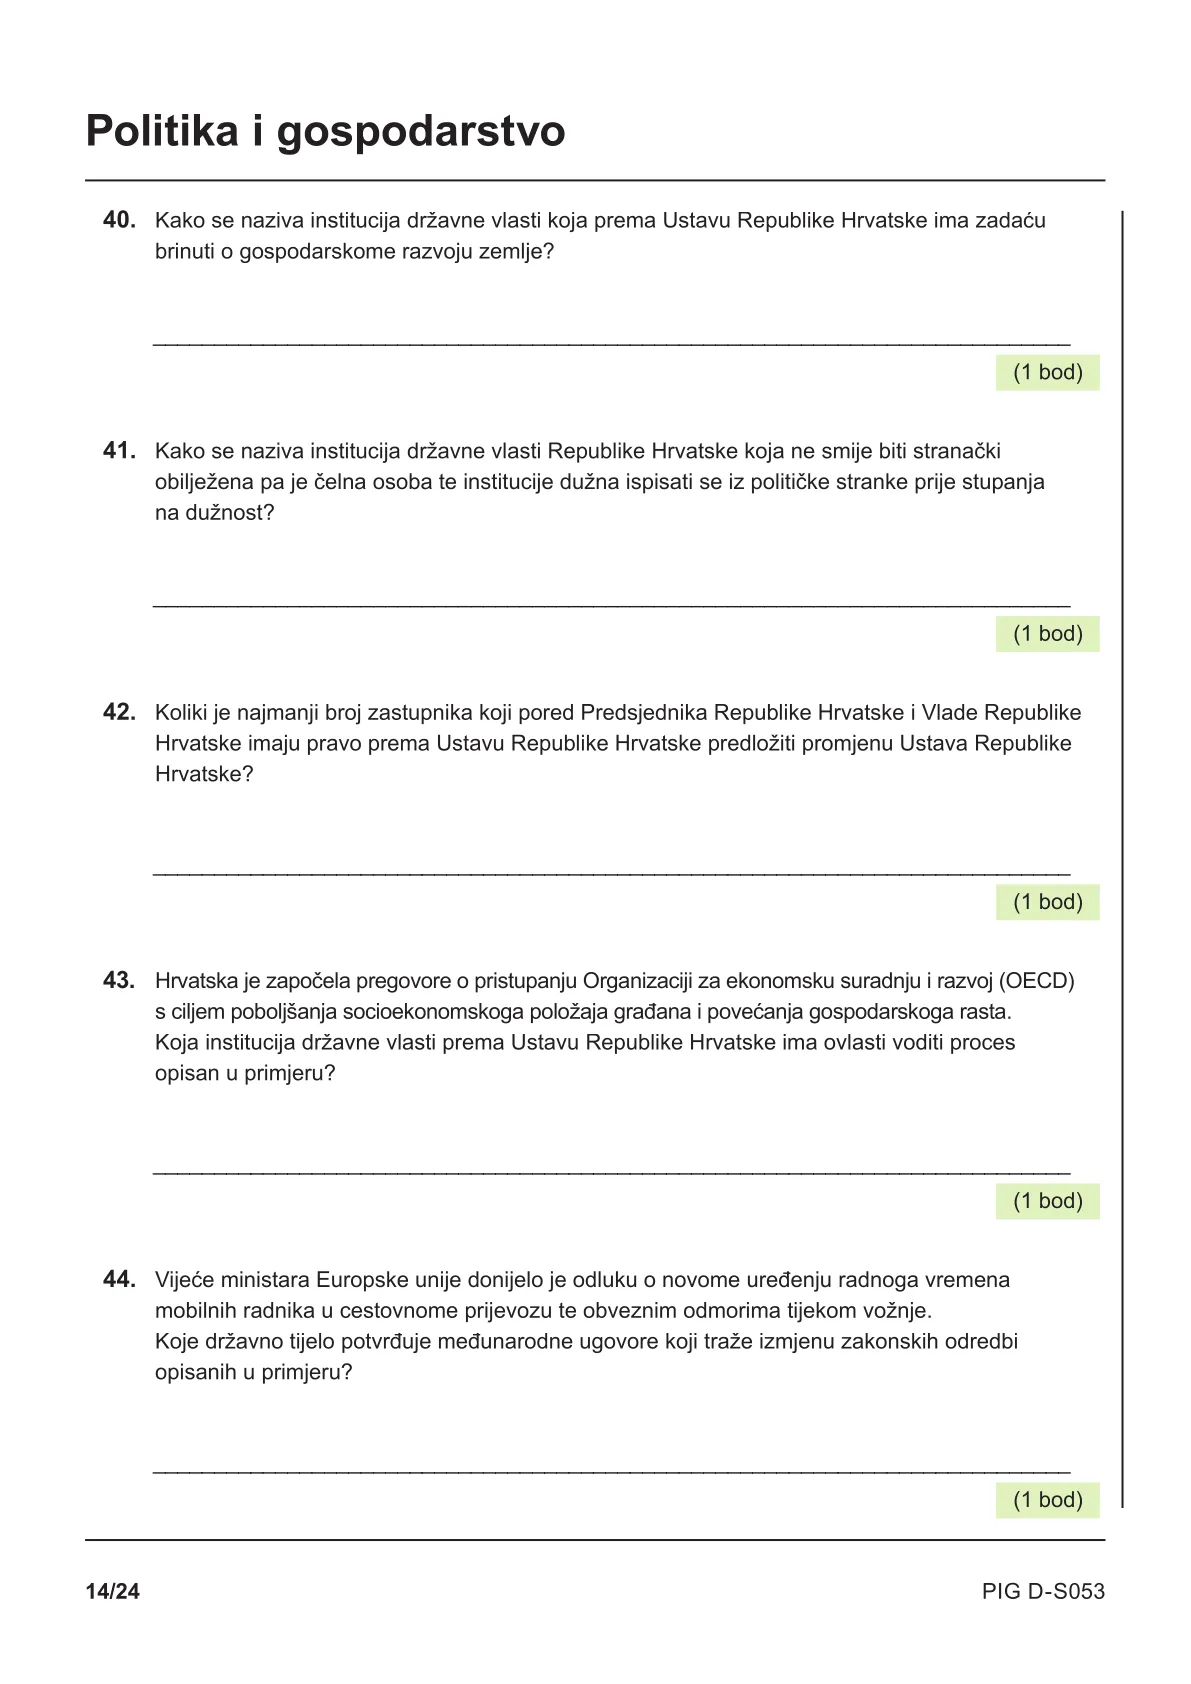 Politika i gospodarstvo
40. Kako se naziva institucija državne vlasti koja prema Ustavu Republike Hrvatske ima zadaću
brinuti o gospodarskome razvoju zemlje?
(1 bod)
41. Kako se naziva institucija državne vlasti Republike Hrvatske koja ne smije biti stranački
obilježena pa je čelna osoba te institucije dužna ispisati se iz političke stranke prije stupanja
na dužnost?
(1 bod)
42. Koliki je najmanji broj zastupnika koji pored Predsjednika Republike Hrvatske i Vlade Republike
Hrvatske imaju pravo prema Ustavu Republike Hrvatske predložiti promjenu Ustava Republike
Hrvatske?
(1 bod)
43. Hrvatska je započela pregovore o pristupanju Organizaciji za ekonomsku suradnju i razvoj (OECD)
s ciljem poboljšanja socioekonomskoga položaja građana i povećanja gospodarskoga rasta.
Koja institucija državne vlasti prema Ustavu Republike Hrvatske ima ovlasti voditi proces
opisan u primjeru?
(1 bod)
44. Vijeće ministara Europske unije donijelo je odluku o novome uređenju radnoga vremena
mobilnih radnika u cestovnome prijevozu te obveznim odmorima tijekom vožnje.
Koje državno tijelo potvrđuje međunarodne ugovore koji traže izmjenu zakonskih odredbi
opisanih u primjeru?
(1 bod)
14/24
PIG D-S053